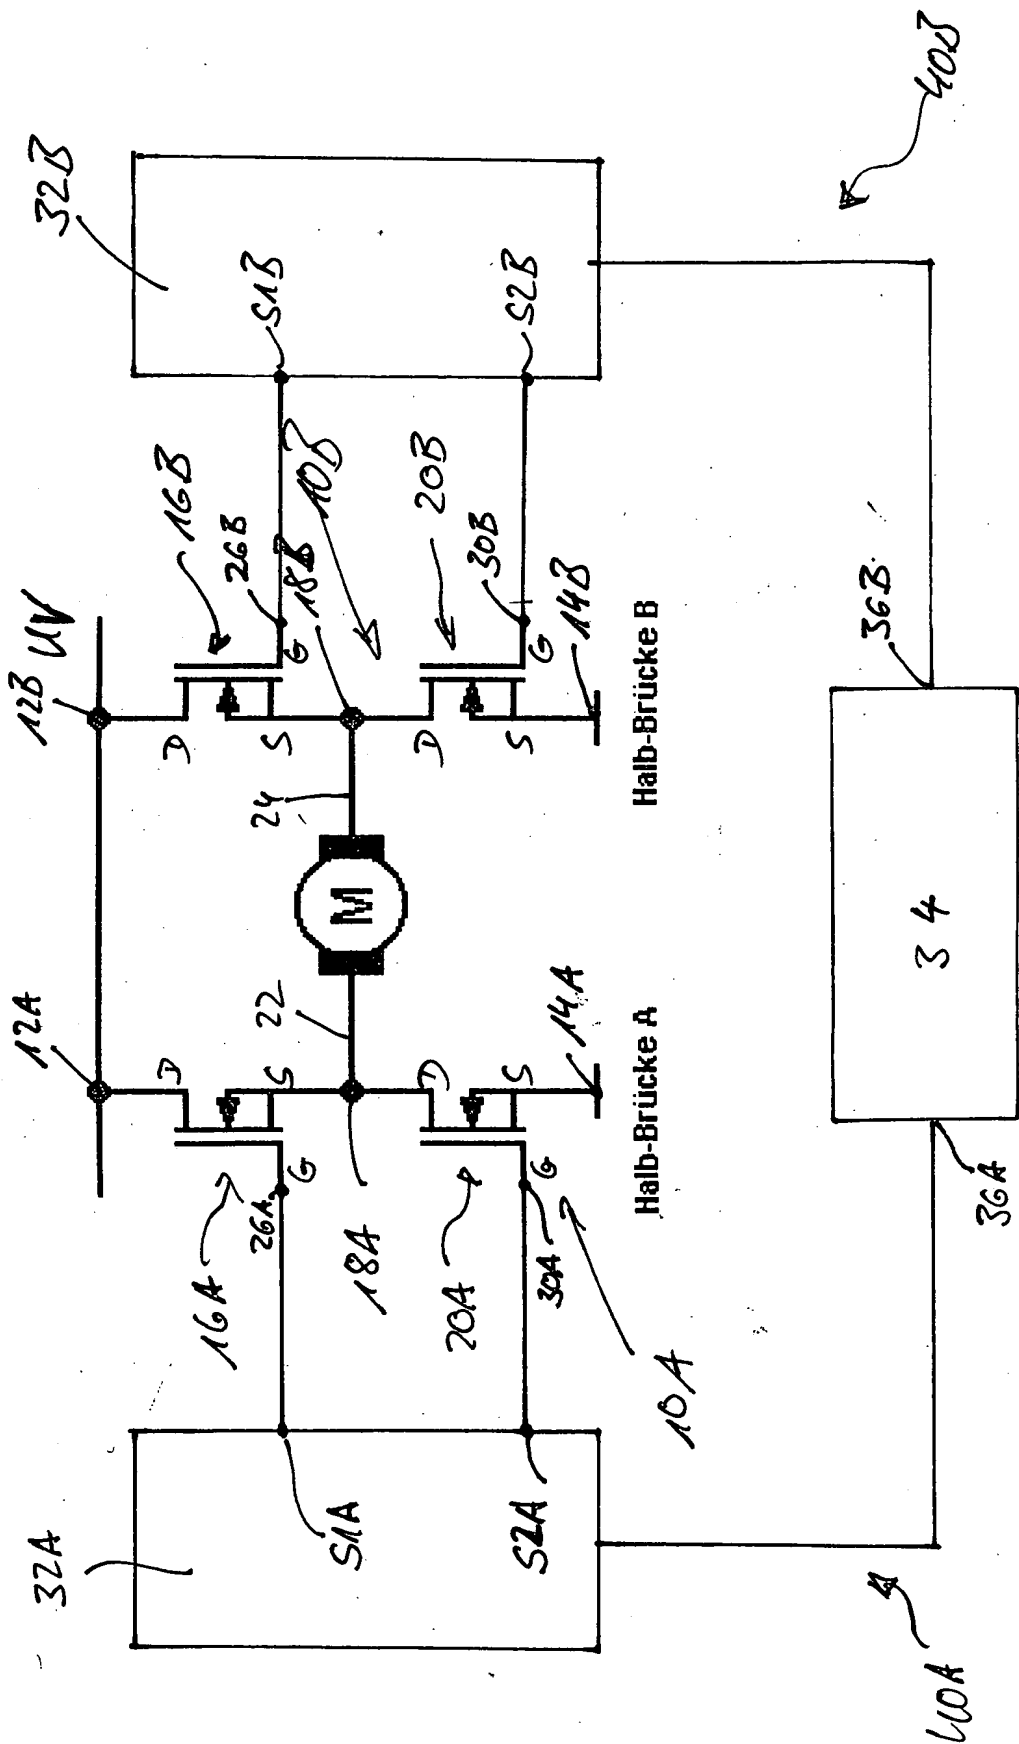 12A
12B
UV
32A
32B
D
D
16A
16B
G
G
26A
26B
S
S
S1A
S1B
22
24
M
18A
18B
10B
D
D
20A
20B
G
G
30A
30B
S
S
S2A
S2B
14A
14B
10A
Halb-Brücke A
Halb-Brücke B
34
36A
36B
40A
40B